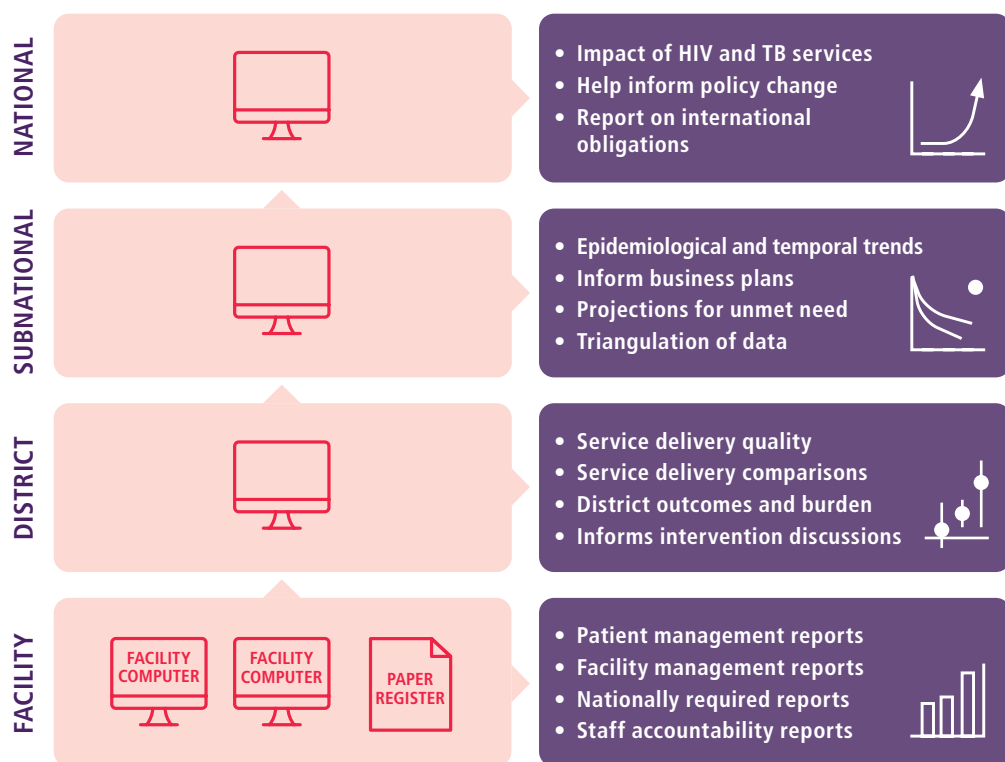 NATIONAL
• Impact of HIV and TB services
• Help inform policy change
• Report on international
obligations
SUBNATIONAL
• Epidemiological and temporal trends
• Inform business plans
• Projections for unmet need
• Triangulation of data
DISTRICT
• Service delivery quality
• Service delivery comparisons
• District outcomes and burden
• Informs intervention discussions
FACILITY
FACILITY
COMPUTER
FACILITY
COMPUTER
PAPER
REGISTER
• Patient management reports
• Facility management reports
• Nationally required reports
• Staff accountability reports